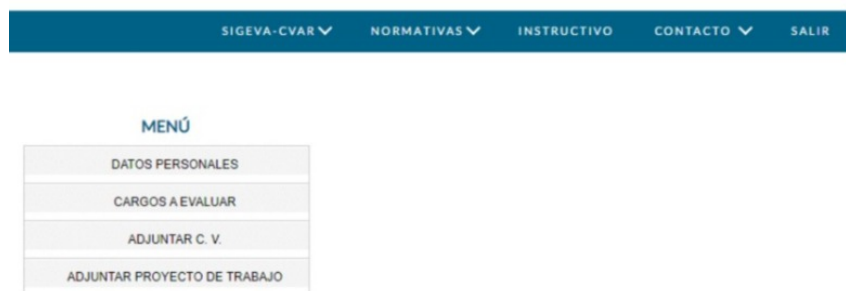 SIGEVA-CVAR NORMATIVAS INSTRUCTIVO CONTACTO SALIR
MENÚ
DATOS PERSONALES
CARGOS A EVALUAR
ADJUNTAR C. V.
ADJUNTAR PROYECTO DE TRABAJO